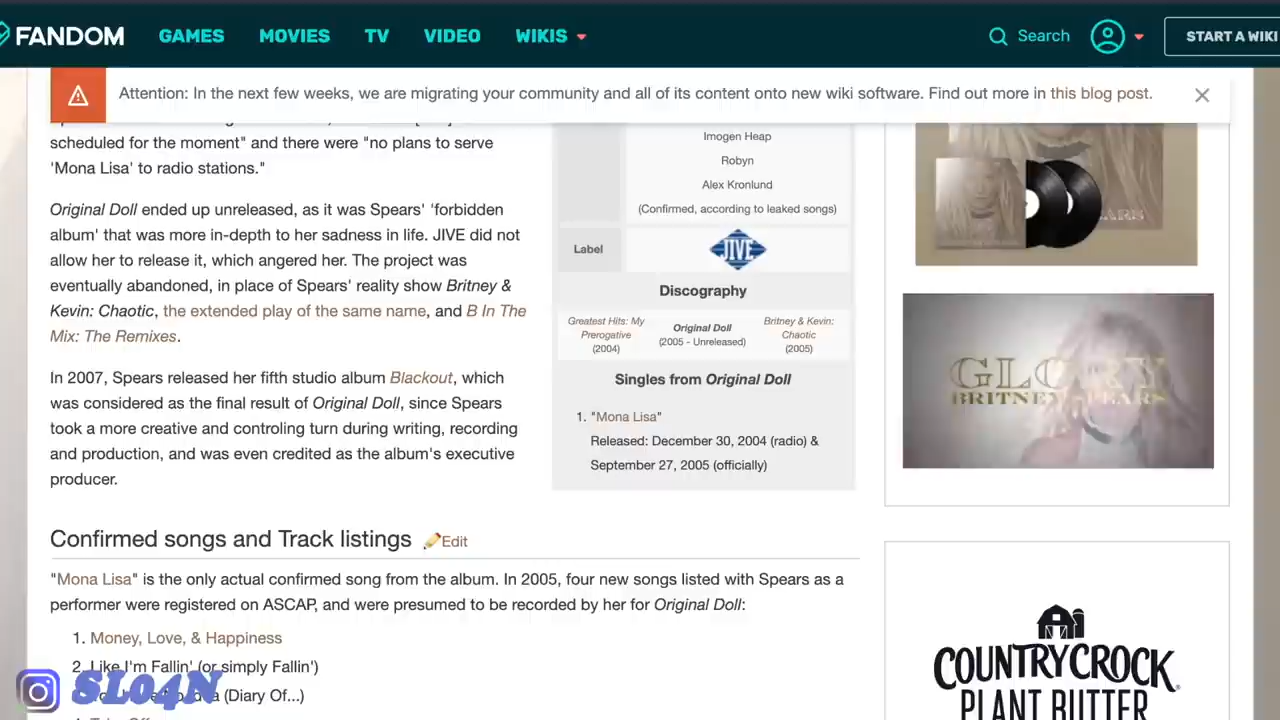 FANDOM
GAMES
MOVIES
TV
VIDEO
WIKIS
Search
START A WIKI
Attention: In the next few weeks, we are migrating your community and all of its content onto new wiki software. Find out more in this blog post.
scheduled for the moment" and there were "no plans to serve
'Mona Lisa' to radio stations."
Original Doll ended up unreleased, as it was Spears' 'forbidden
album' that was more in-depth to her sadness in life. JIVE did not
allow her to release it, which angered her. The project was
eventually abandoned, in place of Spears' reality show Britney &
Kevin: Chaotic, the extended play of the same name, and B In The
Mix: The Remixes.
In 2007, Spears released her fifth studio album Blackout, which
was considered as the final result of Original Doll, since Spears
took a more creative and controling turn during writing, recording
and production, and was even credited as the album's executive
producer.
Imogen Heap
Robyn
Alex Kronlund
(Confirmed, according to leaked songs)
Label
JIVE
Discography
Greatest Hits: My
Prerogative
(2004)
Original Doll
(2005 - Unreleased)
Britney & Kevin:
Chaotic
(2005)
Singles from Original Doll
1. "Mona Lisa"
Released: December 30, 2004 (radio) &
September 27, 2005 (officially)
Confirmed songs and Track listings Edit
"Mona Lisa" is the only actual confirmed song from the album. In 2005, four new songs listed with Spears as a
performer were registered on ASCAP, and were presumed to be recorded by her for Original Doll:
1. Money, Love, & Happiness
2. Like I'm Fallin' (or simply Fallin')
(Diary Of...)
SLO4N
GLORY
BRITNEY SPEARS
COUNTRY CROCK
PLANT BUTTER